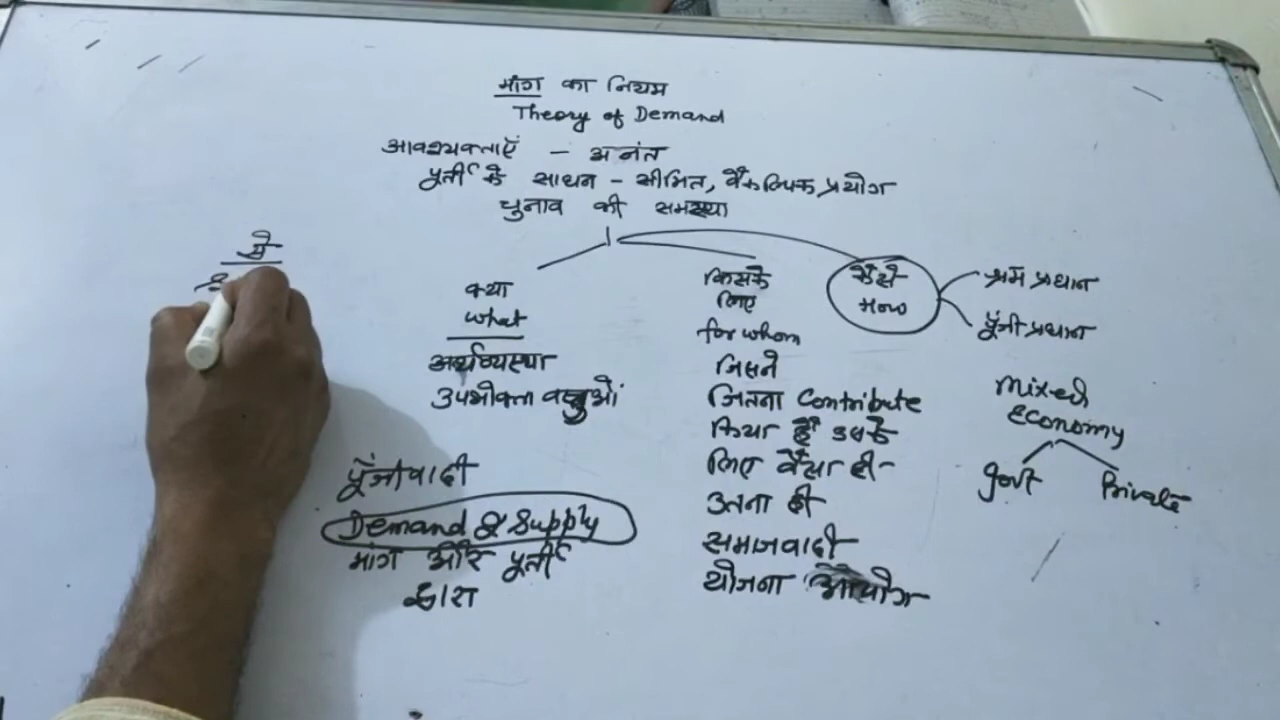 मांग का नियम
Theory of Demand
आवश्यकताएँ - अनंत
पूर्ती के साधन - सीमित, वैकल्पिक प्रयोग
चुनाव की समस्या
से
क्या
what
अर्थव्यस्था
उपभोक्ता वस्तुओं
किसके
लिए
for whom
जिसने
जितना Contribute
किया है उसके
लिए वैसा ही
उतना ही
समाजवादी
योजना आयोग
कैसे
How
श्रम प्रधान
पूँजी प्रधान
Mixed
Economy
Govt
Private
पूँजीवादी
Demand & Supply
मांग और पूर्ती
द्वारा